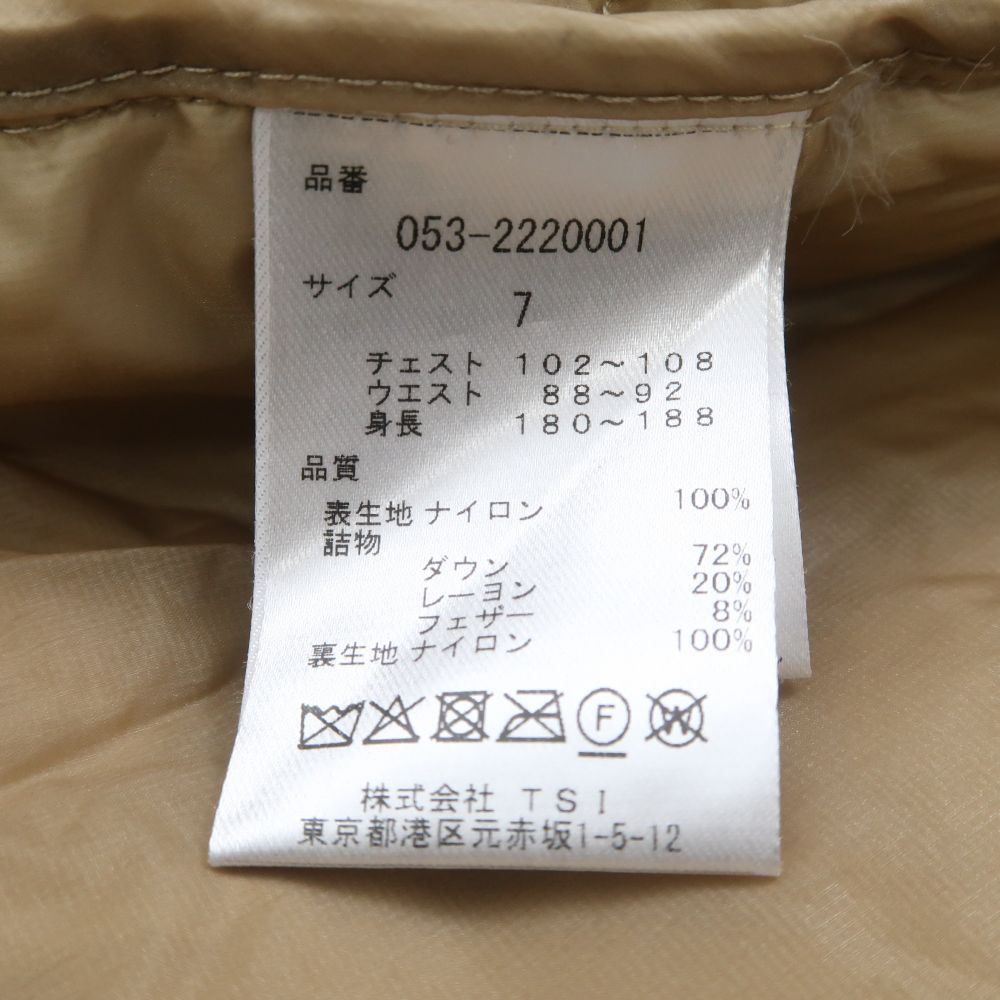 品番
053-2220001
サイズ
7
チェスト 102～108
ウエスト 88～92
身長 180～188
品質
表生地 ナイロン 100%
詰物
ダウン 72%
レーヨン 20%
フェザー 8%
裏生地 ナイロン 100%
F W
株式会社 TSI
東京都港区元赤坂1-5-12